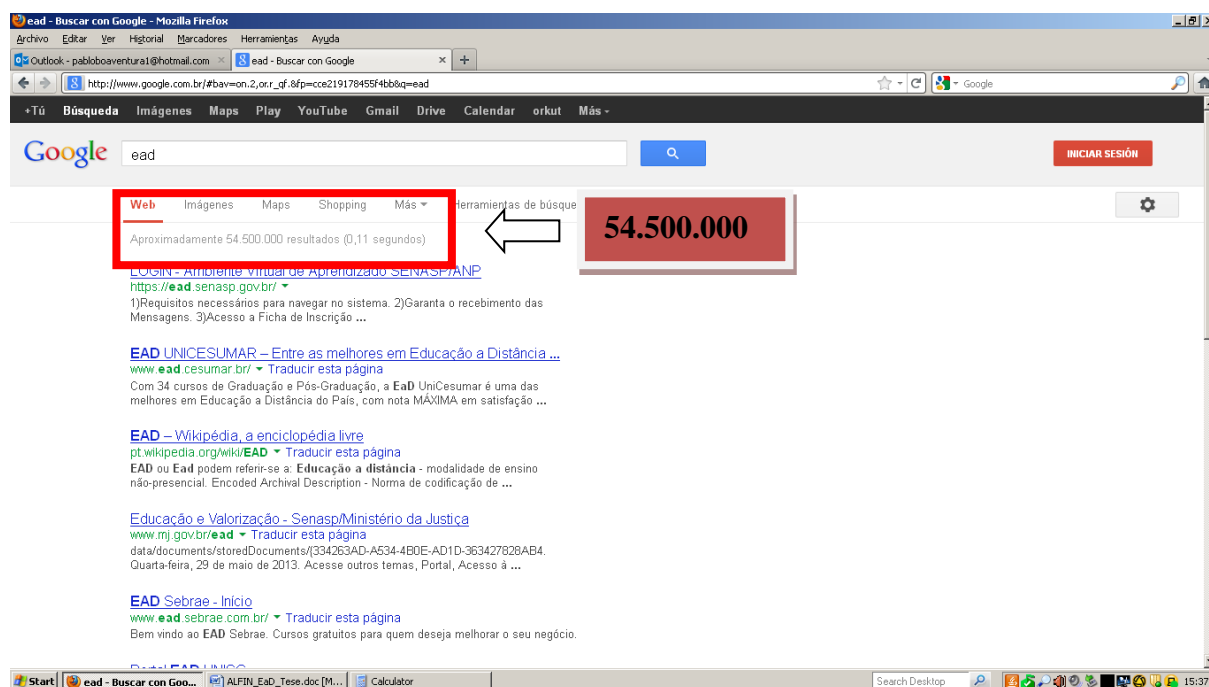 ead - Buscar con Google - Mozilla Firefox
Archivo Editar Ver Historial Marcadores Herramientas Ayuda
Outlook - pabloboaventura1@hotmail.com × ead - Buscar con Google × +
http://www.google.com.br/#bav=on.2,or.r_qf.&fp=cce219178455f4bb&q=ead Google
+Tú Búsqueda Imágenes Maps Play YouTube Gmail Drive Calendar orkut Más
Google ead INICIAR SESIÓN
Web Imágenes Maps Shopping Más Herramientas de búsque
54.500.000
Aproximadamente 54.500.000 resultados (0,11 segundos)
LOGIN - Ambiente Virtual de Aprendizado SENASP/ANP
https://ead.senasp.gov.br/
1)Requisitos necessários para navegar no sistema. 2)Garanta o recebimento das
Mensagens. 3)Acesso a Ficha de Inscrição ...
EAD UNICESUMAR – Entre as melhores em Educação a Distância ...
www.ead.cesumar.br/ Traducir esta página
Com 34 cursos de Graduação e Pós-Graduação, a EaD UniCesumar é uma das
melhores em Educação a Distância do País, com nota MÁXIMA em satisfação ...
EAD – Wikipédia, a enciclopédia livre
pt.wikipedia.org/wiki/EAD Traducir esta página
EAD ou Ead podem referir-se a: Educação a distância - modalidade de ensino
não-presencial. Encoded Archival Description - Norma de codificação de ...
Educação e Valorização - Senasp/Ministério da Justiça
www.mj.gov.br/ead Traducir esta página
data/documents/storedDocuments/{334263AD-A534-4B0E-AD1D-363427828AB4.
Quarta-feira, 29 de maio de 2013. Acesse outros temas, Portal, Acesso à ...
EAD Sebrae - Início
www.ead.sebrae.com.br/ Traducir esta página
Bem vindo ao EAD Sebrae. Cursos gratuitos para quem deseja melhorar o seu negócio.
Start ead - Buscar con Goo... ALFIN_EaD_Tese.doc [M... Calculator Search Desktop 15:37